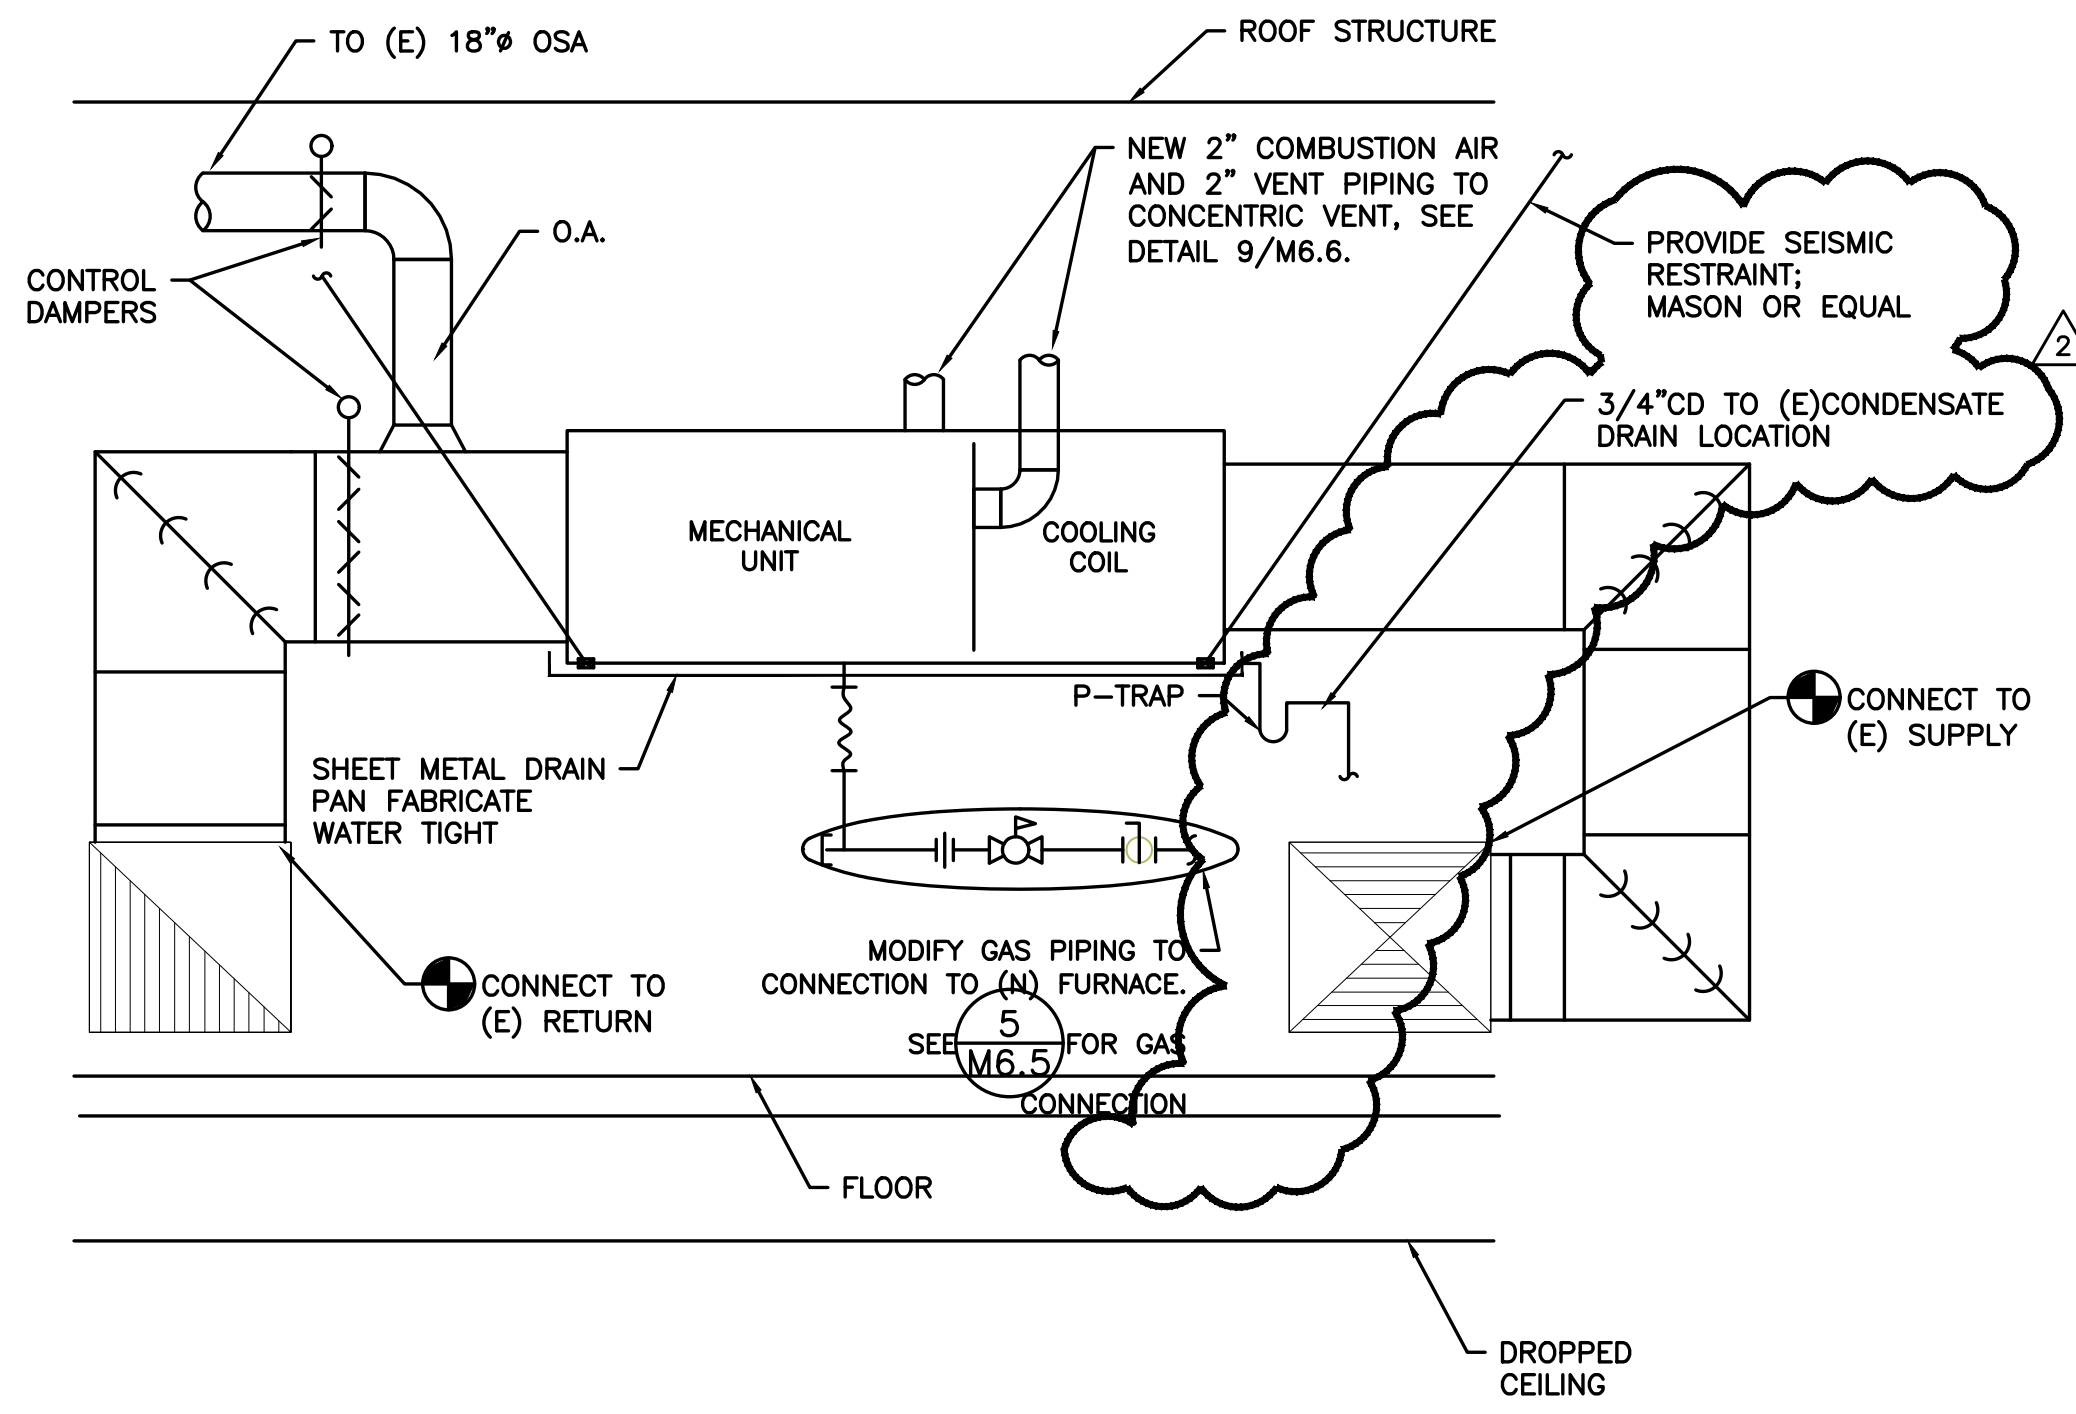 TO (E) 18"ø OSA
ROOF STRUCTURE
NEW 2" COMBUSTION AIR
AND 2" VENT PIPING TO
CONCENTRIC VENT, SEE
DETAIL 9/M6.6.
O.A.
CONTROL
DAMPERS
PROVIDE SEISMIC
RESTRAINT;
MASON OR EQUAL
2
3/4"CD TO (E)CONDENSATE
DRAIN LOCATION
MECHANICAL
UNIT
COOLING
COIL
P-TRAP
CONNECT TO
(E) SUPPLY
SHEET METAL DRAIN
PAN FABRICATE
WATER TIGHT
MODIFY GAS PIPING TO
CONNECTION TO (N) FURNACE.
SEE 5 FOR GAS
M6.5
CONNECTION
CONNECT TO
(E) RETURN
FLOOR
DROPPED
CEILING